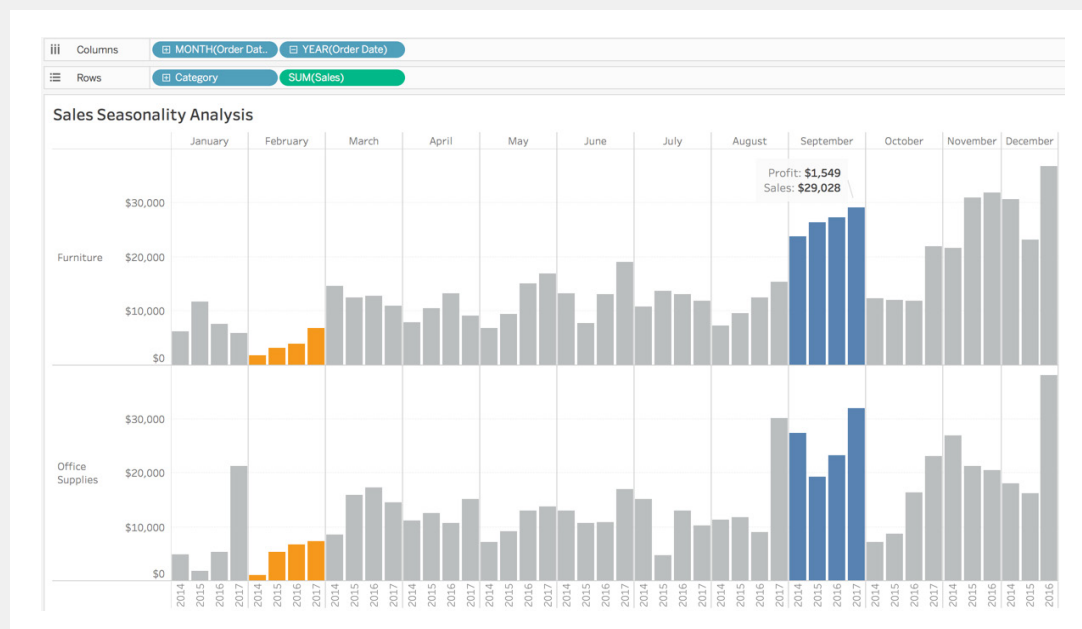 Columns MONTH(Order Dat.. YEAR(Order Date)
Rows Category SUM(Sales)
Sales Seasonality Analysis
January February March April May June July August September October November December
Profit: $1,549
Sales: $29,028
Furniture
$30,000
$20,000
$10,000
$0
Office
Supplies
$30,000
$20,000
$10,000
$0
2014 2015 2016 2017 2014 2015 2016 2017 2014 2015 2016 2017 2014 2015 2016 2017 2014 2015 2016 2017 2014 2015 2016 2017 2014 2015 2016 2017 2014 2015 2016 2017 2014 2015 2016 2017 2014 2015 2016 2017 2014 2015 2016 2014 2015 2016